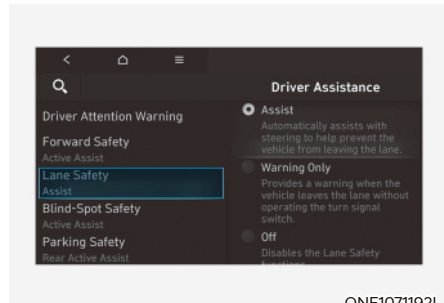 Driver Assistance
Driver Attention Warning
Forward Safety
Active Assist
Lane Safety
Assist
Blind-Spot Safety
Active Assist
Parking Safety
Rear Active Assist
Assist
Automatically assists with
steering to help prevent the
vehicle from leaving the lane.
Warning Only
Provides a warning when the
vehicle leaves the lane without
operating the turn signal
switch.
Off
Disables the Lane Safety
functions.